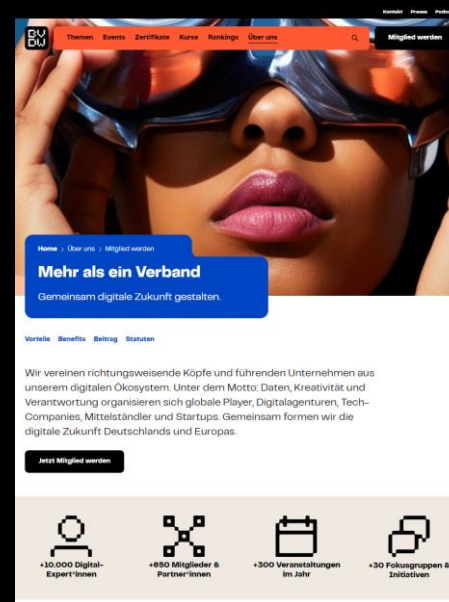 Kontakt Presse
BVDW
Themen Events Zertifikate Kurse Rankings Über uns
Mitglied werden
Home > Über uns > Mitglied werden
Mehr als ein Verband
Gemeinsam digitale Zukunft gestalten.
Vorteile Benefits Beitrag Statuten
Wir vereinen richtungsweisende Köpfe und führenden Unternehmen aus
unserem digitalen Ökosystem. Unter dem Motto: Daten, Kreativität und
Verantwortung organisieren sich globale Player, Digitalagenturen, Tech-
Companies, Mittelständler und Startups. Gemeinsam formen wir die
digitale Zukunft Deutschlands und Europas.
Jetzt Mitglied werden
+10.000 Digital-
Expert*innen
+650 Mitglieder &
Partner*innen
+300 Veranstaltungen
im Jahr
+30 Fokusgruppen &
Initiativen